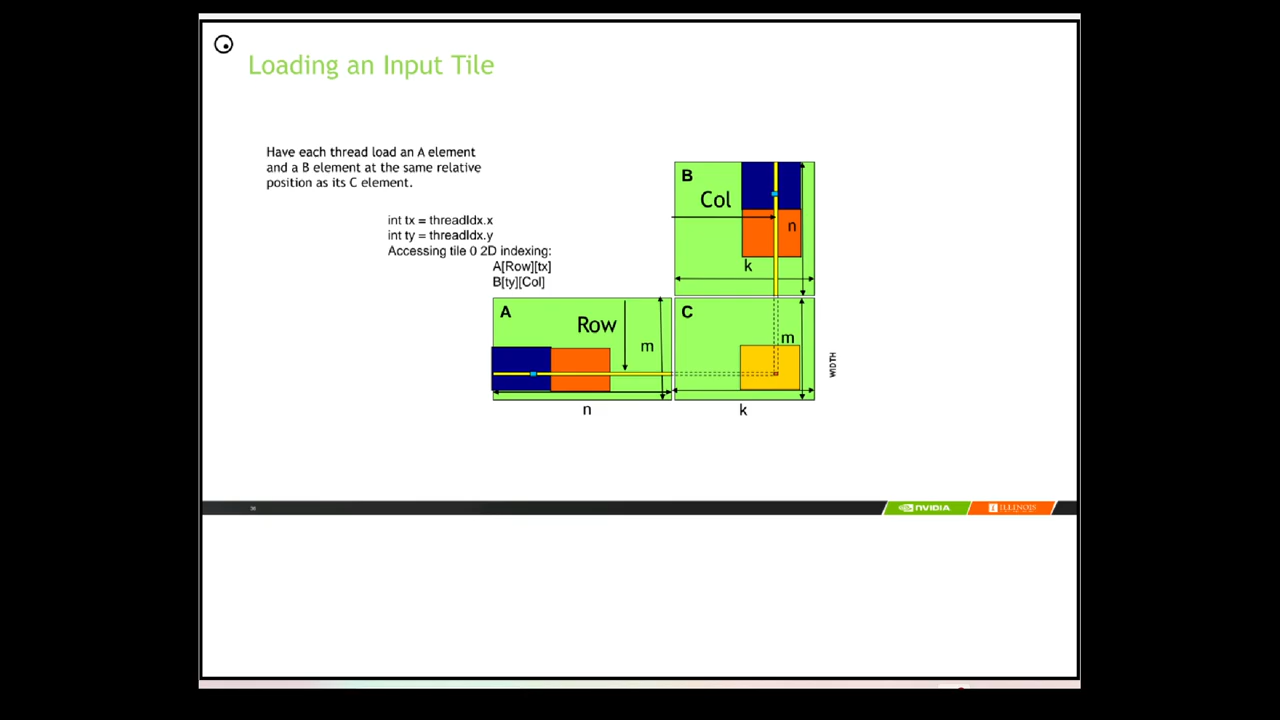 Loading an Input Tile
Have each thread load an A element
and a B element at the same relative
position as its C element.
int tx = threadIdx.x
int ty = threadIdx.y
Accessing tile 0 2D indexing:
A[Row][tx]
B[ty][Col]
B
Col
n
k
A
Row
m
n
C
m
k
WIDTH
38
NVIDIA
I ILLINOIS